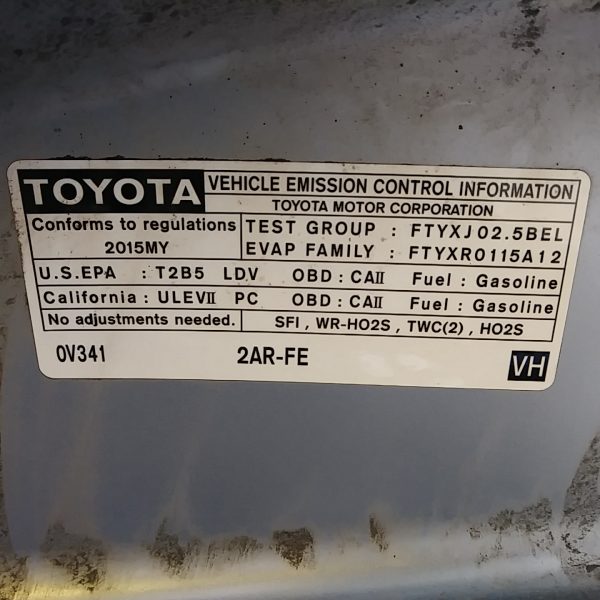 TOYOTA VEHICLE EMISSION CONTROL INFORMATION
TOYOTA MOTOR CORPORATION
Conforms to regulations
2015MY
TEST GROUP : FTYXJ02.5BEL
EVAP FAMILY : FTYXR0115A12
U.S.EPA : T2B5 LDV OBD : CAII Fuel : Gasoline
California : ULEVII PC OBD : CAII Fuel : Gasoline
No adjustments needed. SFI , WR-HO2S , TWC(2) , HO2S
0V341 2AR-FE VH